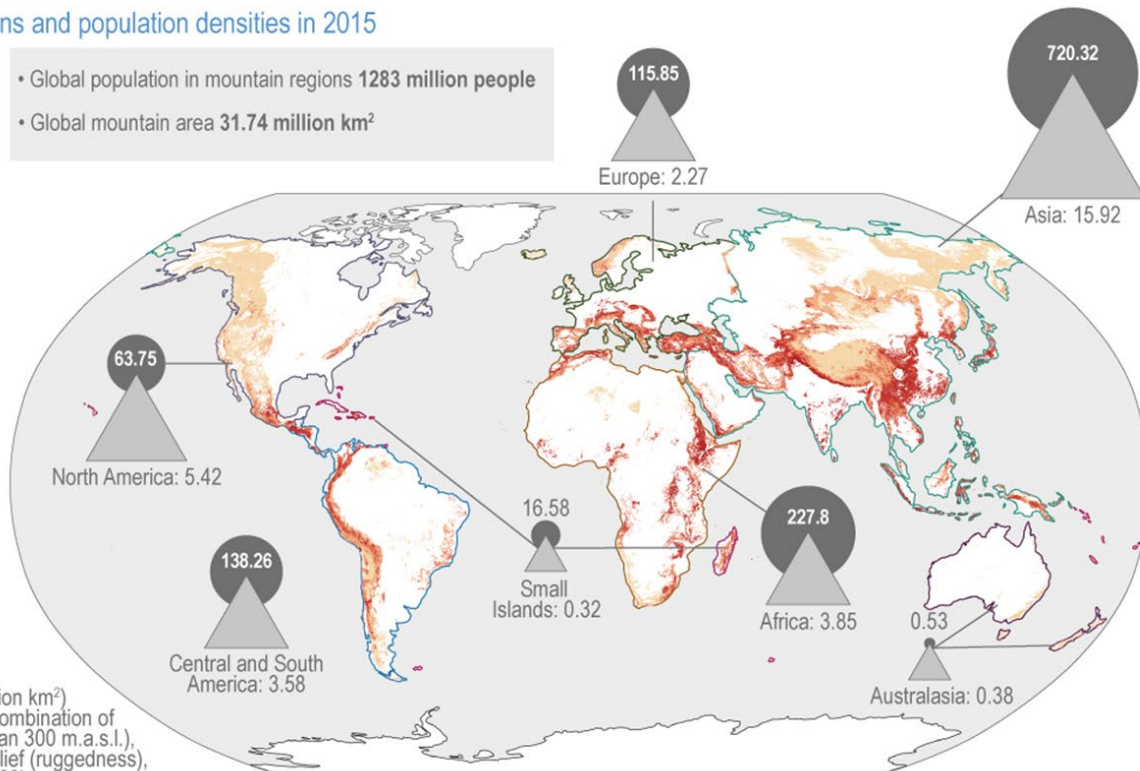 ns and population densities in 2015
• Global population in mountain regions 1283 million people
• Global mountain area 31.74 million km²
115.85
Europe: 2.27
720.32
Asia: 15.92
63.75
North America: 5.42
138.26
Central and South
America: 3.58
16.58
Small
Islands: 0.32
227.8
Africa: 3.85
0.53
Australasia: 0.38
ion km²)
ombination of
an 300 m.a.s.l.),
lief (ruggedness),